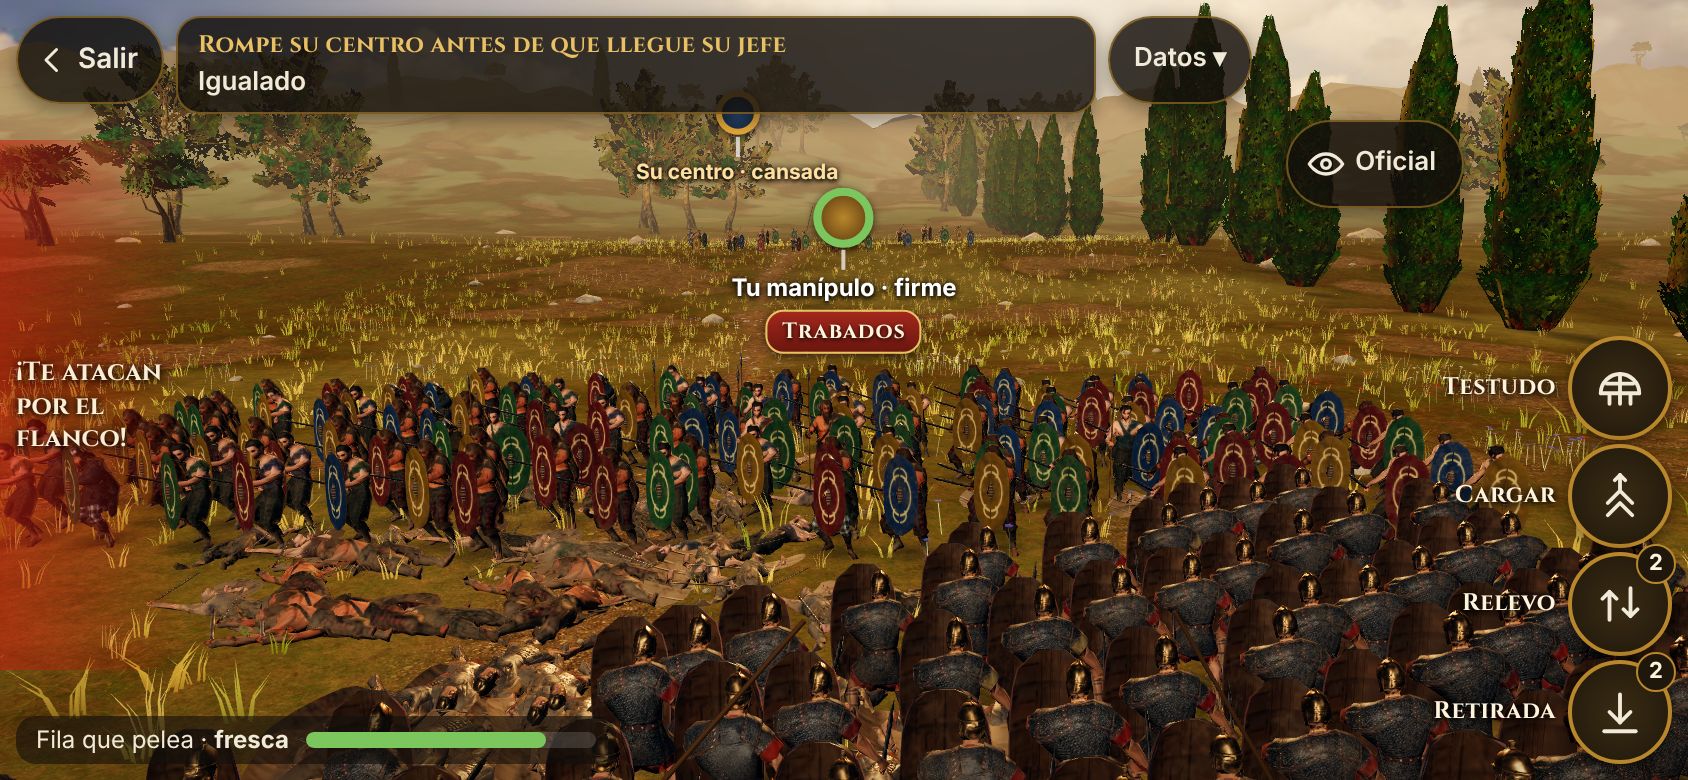 Salir
Rompe su centro antes de que llegue su jefe
Igualado
Datos ▾
Oficial
Su centro · cansada
Tu manípulo · firme
Trabados
¡Te atacan
por el
flanco!
Testudo
Cargar
2
Relevo
2
Retirada
Fila que pelea · fresca